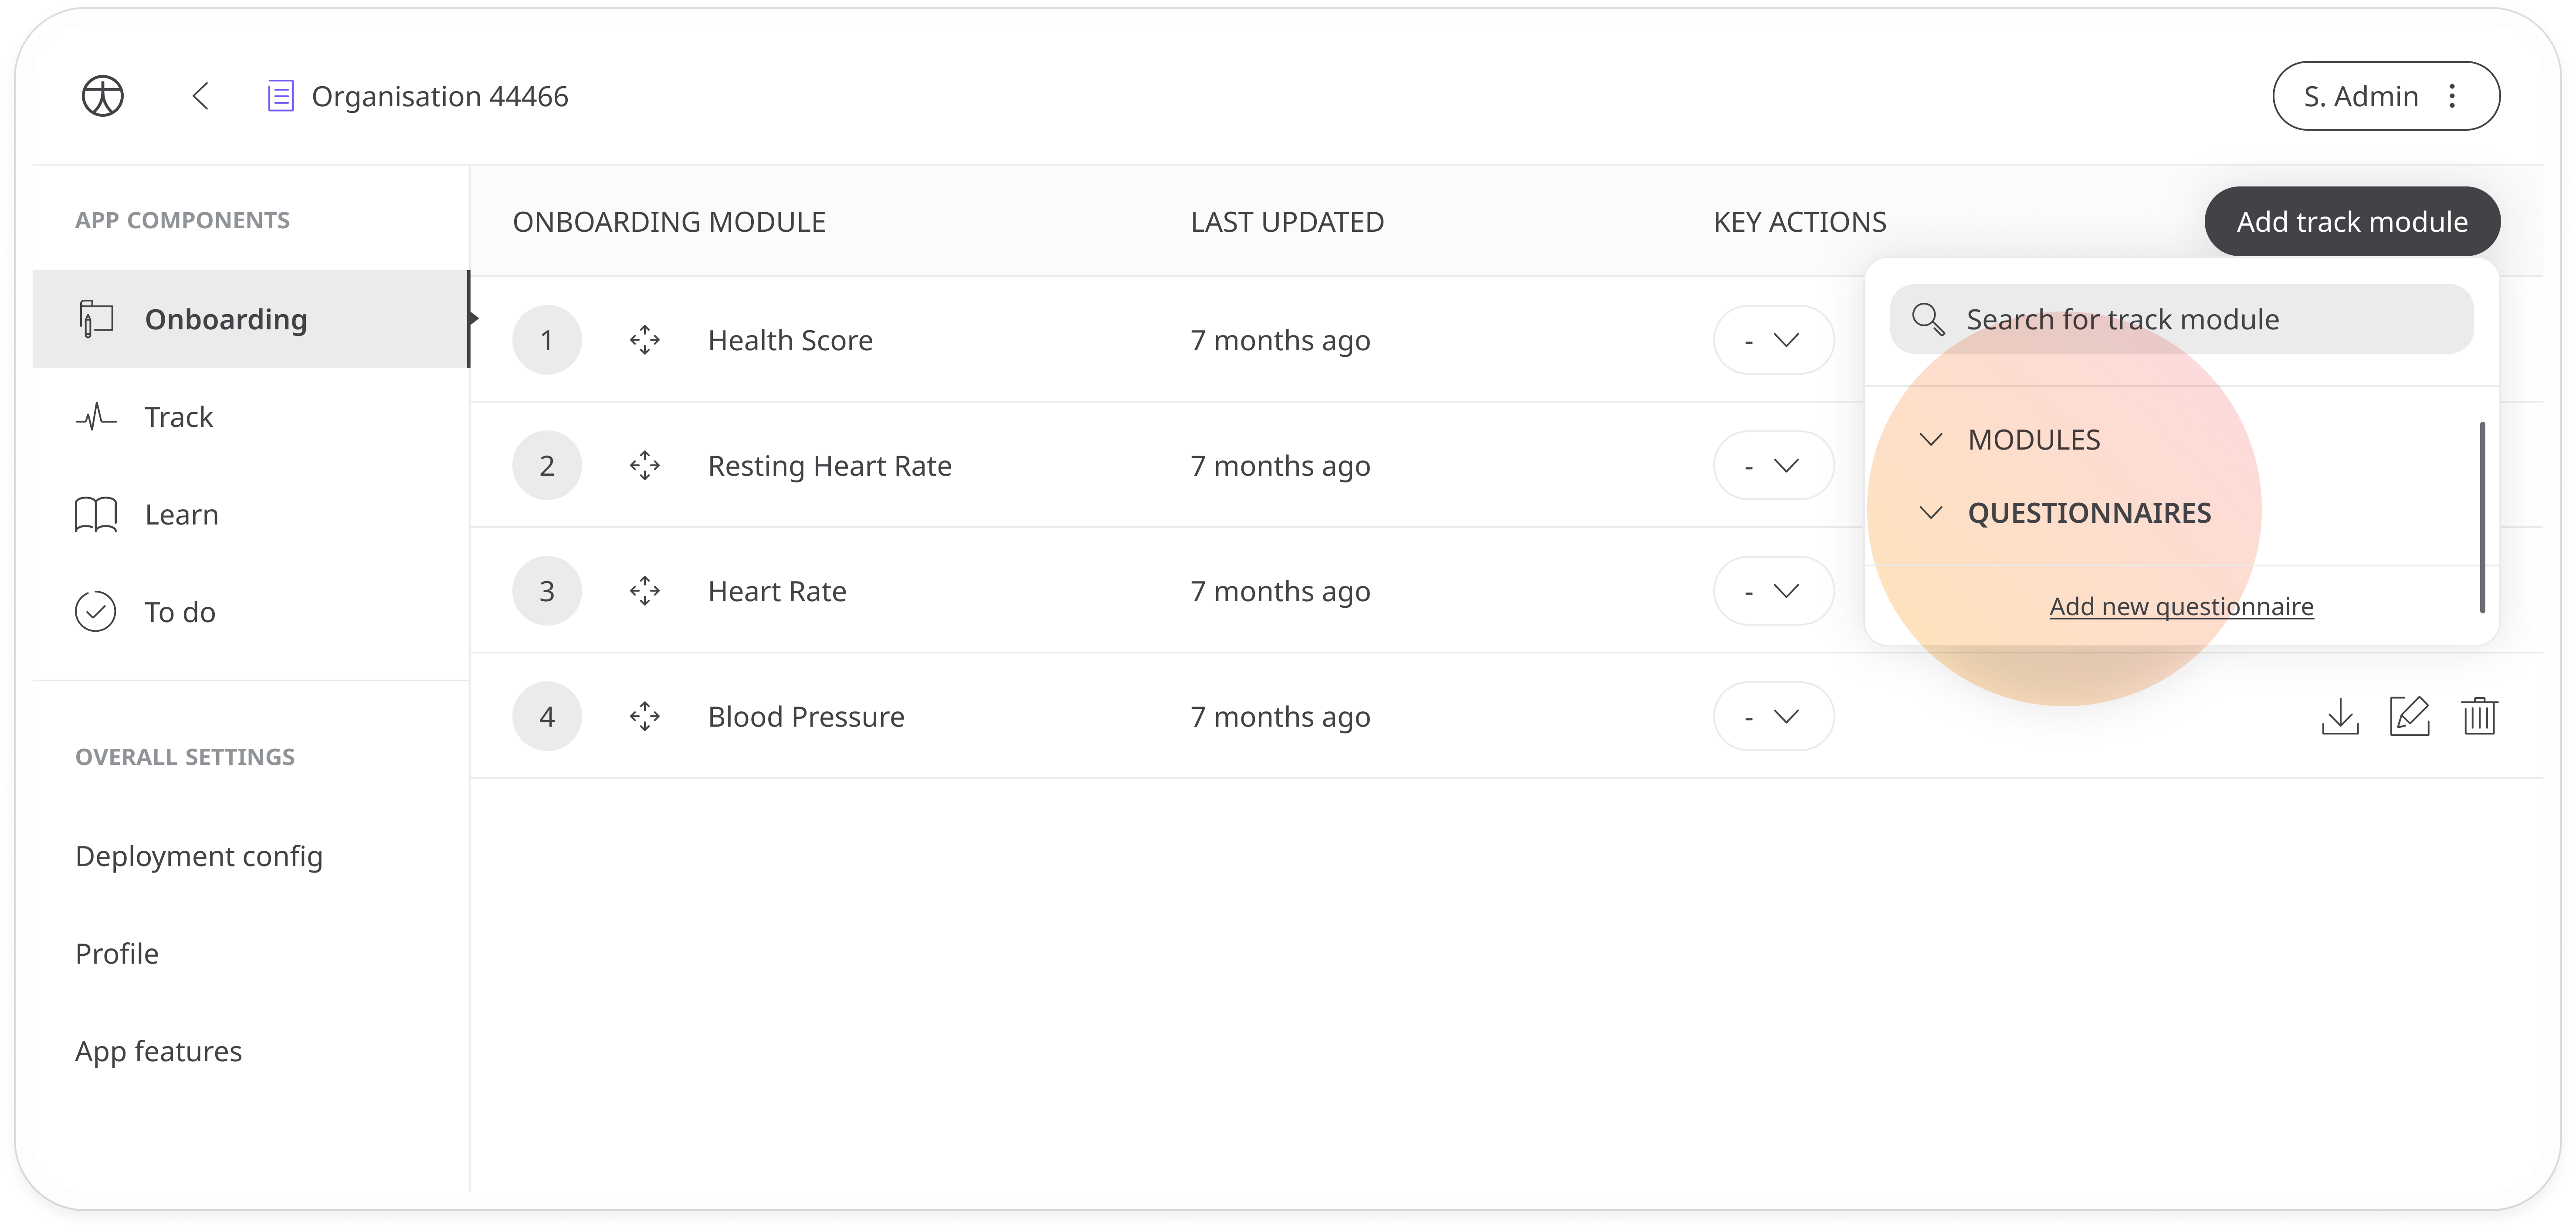 Organisation 44466
S. Admin
APP COMPONENTS
Onboarding
Track
Learn
To do
OVERALL SETTINGS
Deployment config
Profile
App features
ONBOARDING MODULE LAST UPDATED KEY ACTIONS Add track module
1 Health Score 7 months ago -
2 Resting Heart Rate 7 months ago -
3 Heart Rate 7 months ago -
4 Blood Pressure 7 months ago -
Search for track module
MODULES
QUESTIONNAIRES
Add new questionnaire